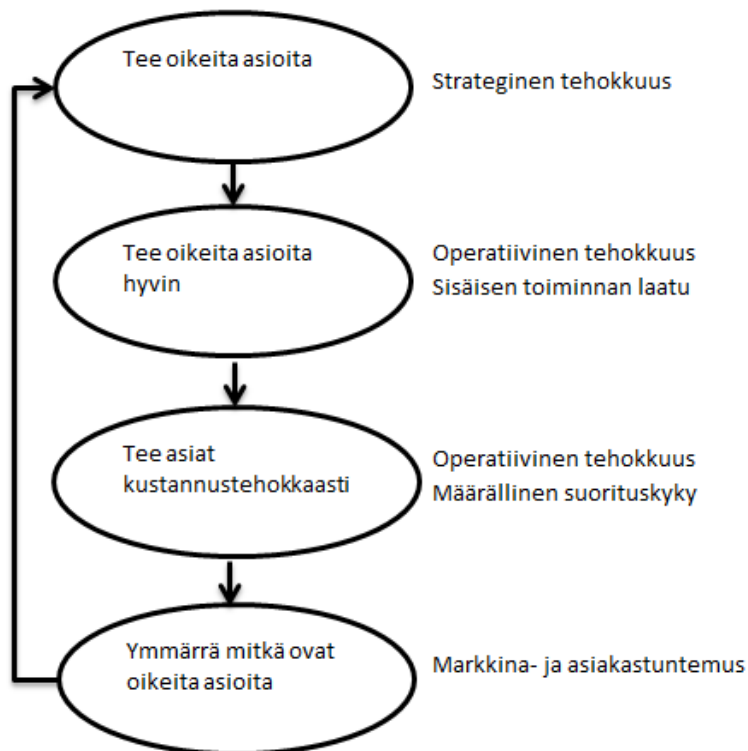 Tee oikeita asioita
Strateginen tehokkuus
Tee oikeita asioita
hyvin
Operatiivinen tehokkuus
Sisäisen toiminnan laatu
Tee asiat
kustannustehokkaasti
Operatiivinen tehokkuus
Määrällinen suorituskyky
Ymmärrä mitkä ovat
oikeita asioita
Markkina- ja asiakastuntemus